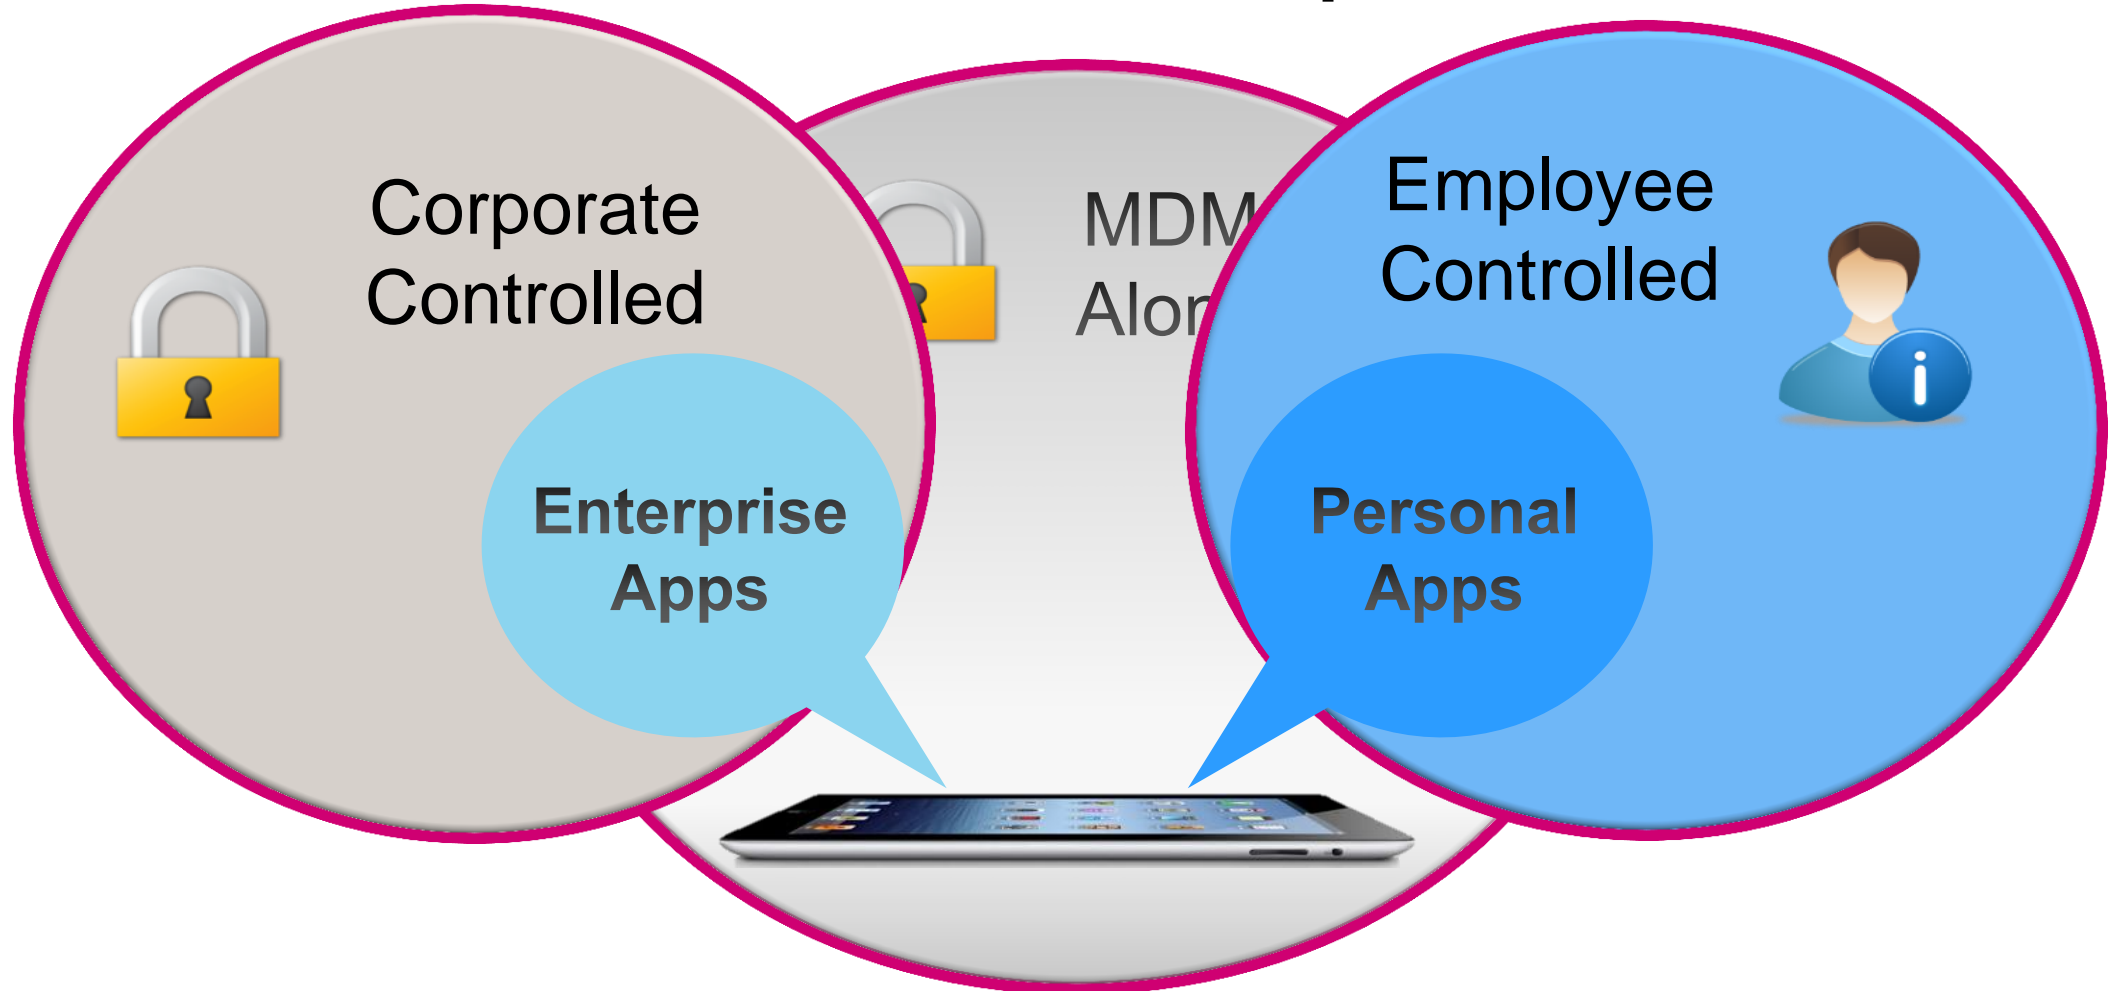 Corporate
Controlled
MDM
Employee
Controlled
Enterprise
Apps
Personal
Apps